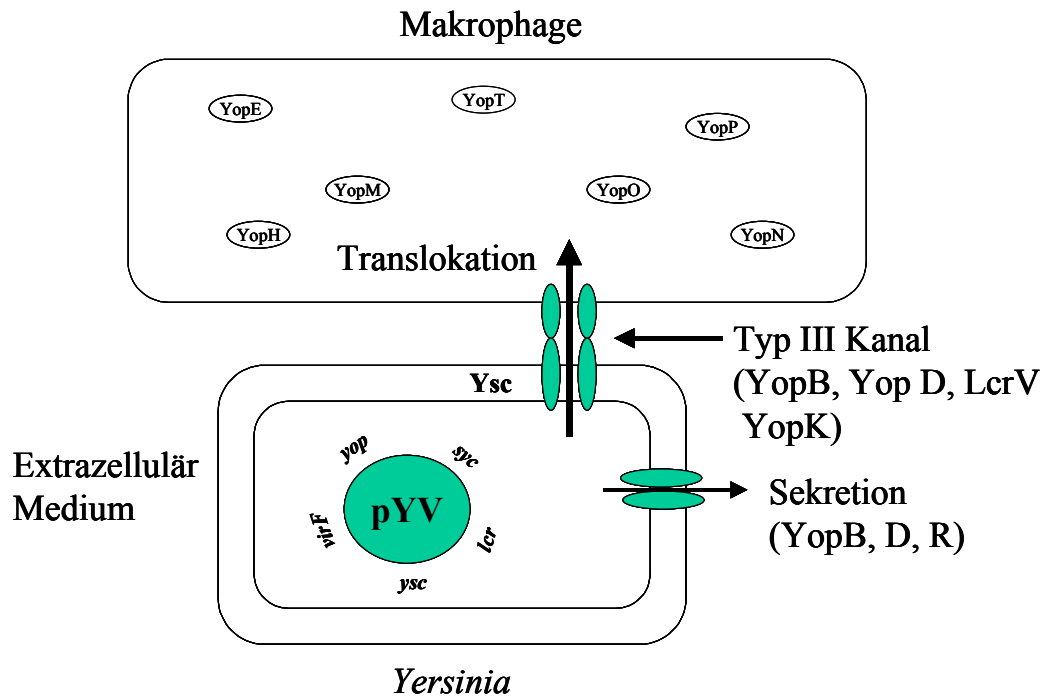 Makrophage
YopE
YopT
YopP
YopM
YopO
YopH
YopN
Translokation
Typ III Kanal
(YopB, Yop D, LcrV
YopK)
Ysc
Extrazellulär
Medium
yop
syc
pYV
virF
lcr
ysc
Sekretion
(YopB, D, R)
Yersinia